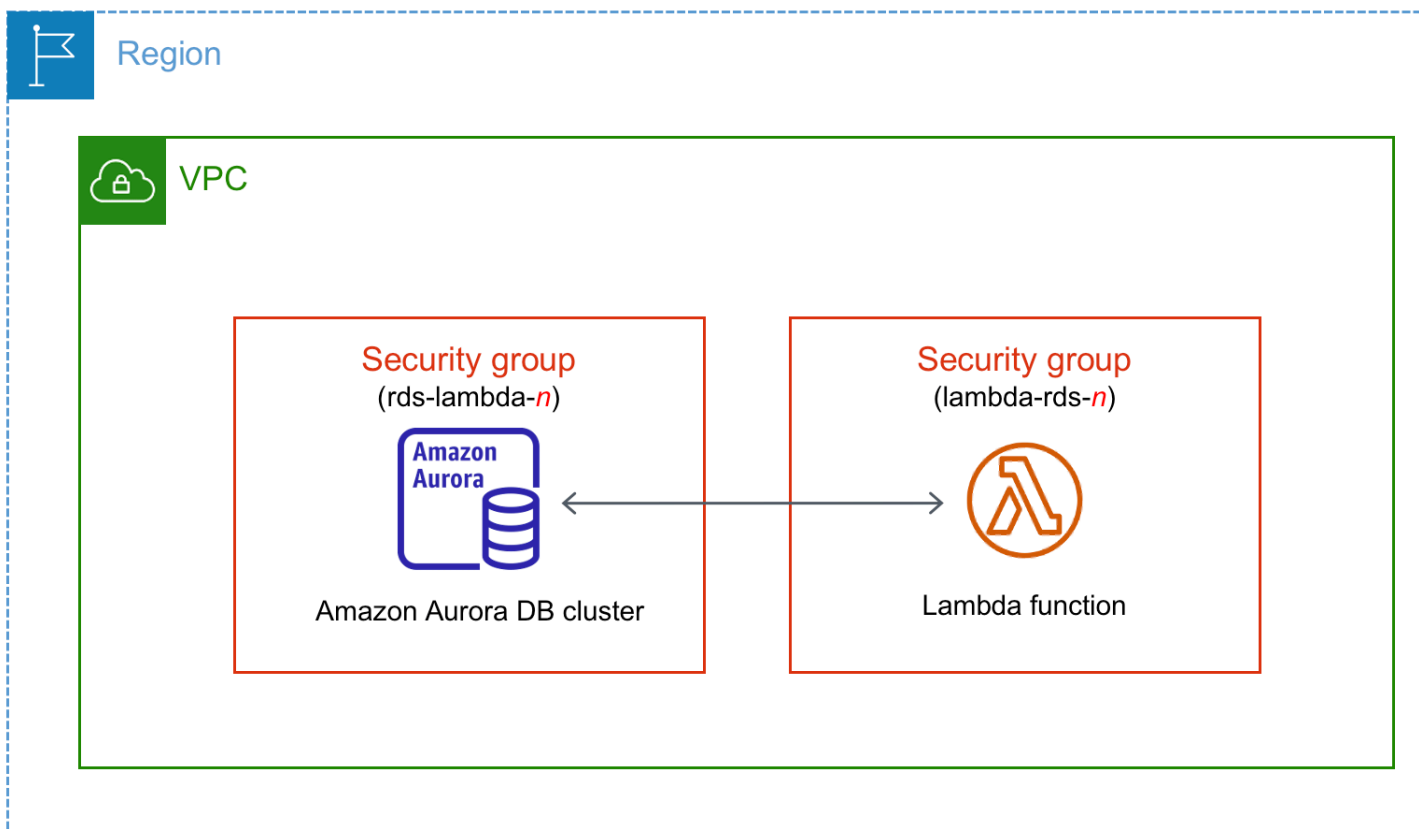 Region
VPC
Security group
(rds-lambda-n)
Amazon
Aurora
Amazon Aurora DB cluster
Security group
(lambda-rds-n)
Lambda function